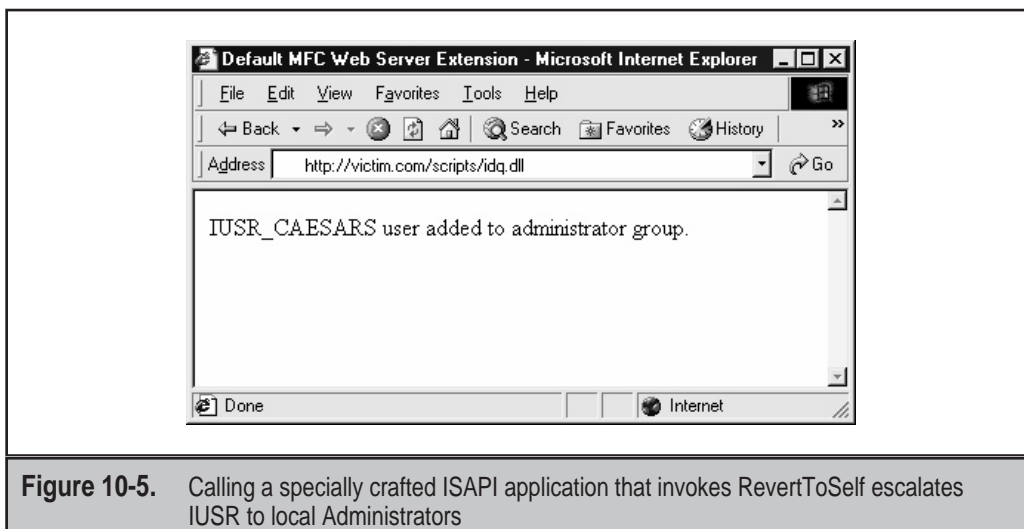 Default MFC Web Server Extension - Microsoft Internet Explorer
File Edit View Favorites Tools Help
Back Search Favorites History »
Address http://victim.com/scripts/idq.dll Go
IUSR_CAESARS user added to administrator group.
Done Internet
Figure 10-5. Calling a specially crafted ISAPI application that invokes RevertToSelf escalates
IUSR to local Administrators